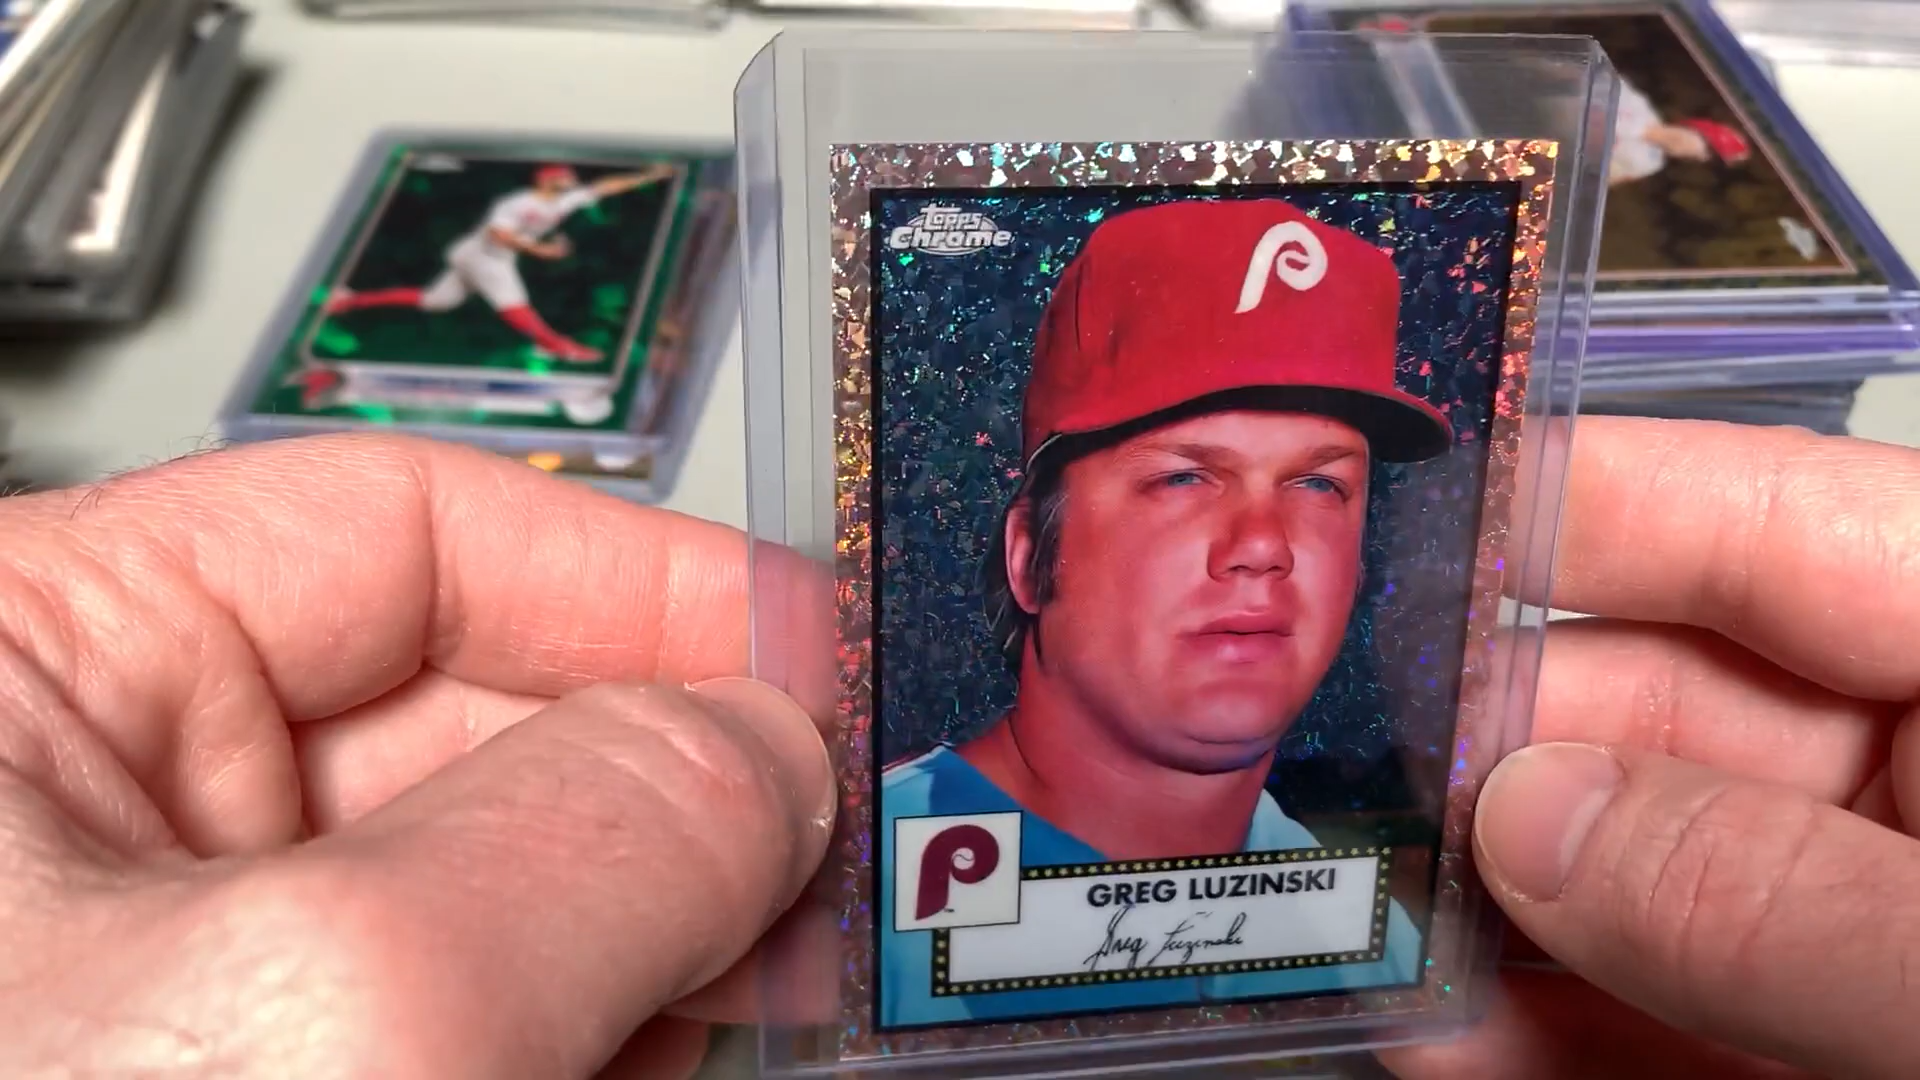 Topps
Chrome
P
P
GREG LUZINSKI
Greg Luzinski